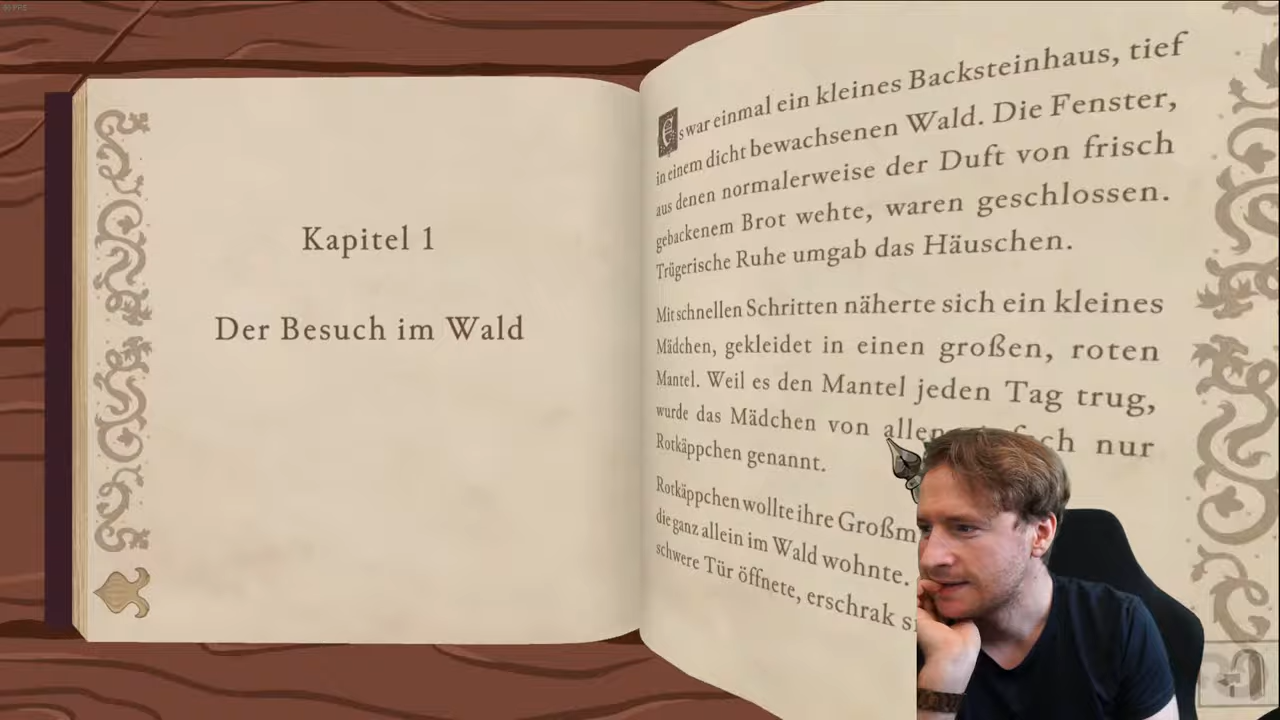 Kapitel 1
Der Besuch im Wald
Es war einmal ein kleines Backsteinhaus, tief
in einem dicht bewachsenen Wald. Die Fenster,
aus denen normalerweise der Duft von frisch
gebackenem Brot wehte, waren geschlossen.
Trügerische Ruhe umgab das Häuschen.
Mit schnellen Schritten näherte sich ein kleines
Mädchen, gekleidet in einen großen, roten
Mantel. Weil es den Mantel jeden Tag trug,
wurde das Mädchen von allen nur
Rotkäppchen genannt.
Rotkäppchen wollte ihre
die ganz allein im Wald wohnte.
schwere Tür öffnete, erschrak